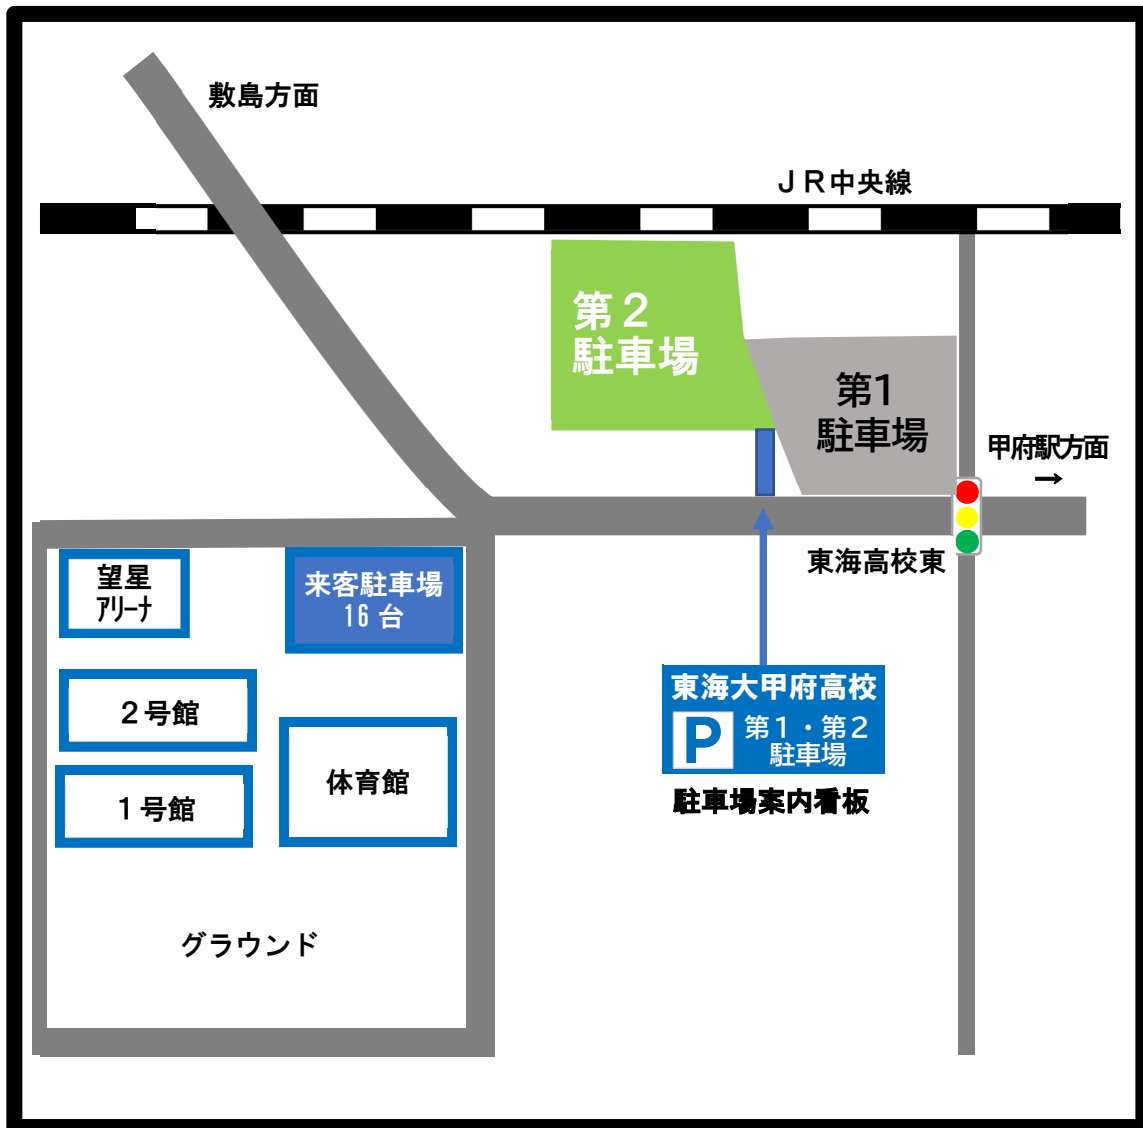 敷島方面
ＪＲ中央線
第２
駐車場
第1
駐車場
甲府駅方面
→
東海高校東
望星
アリーナ
来客駐車場
16 台
２号館
１号館
体育館
グラウンド
東海大甲府高校
P 第１・第２
駐車場
駐車場案内看板